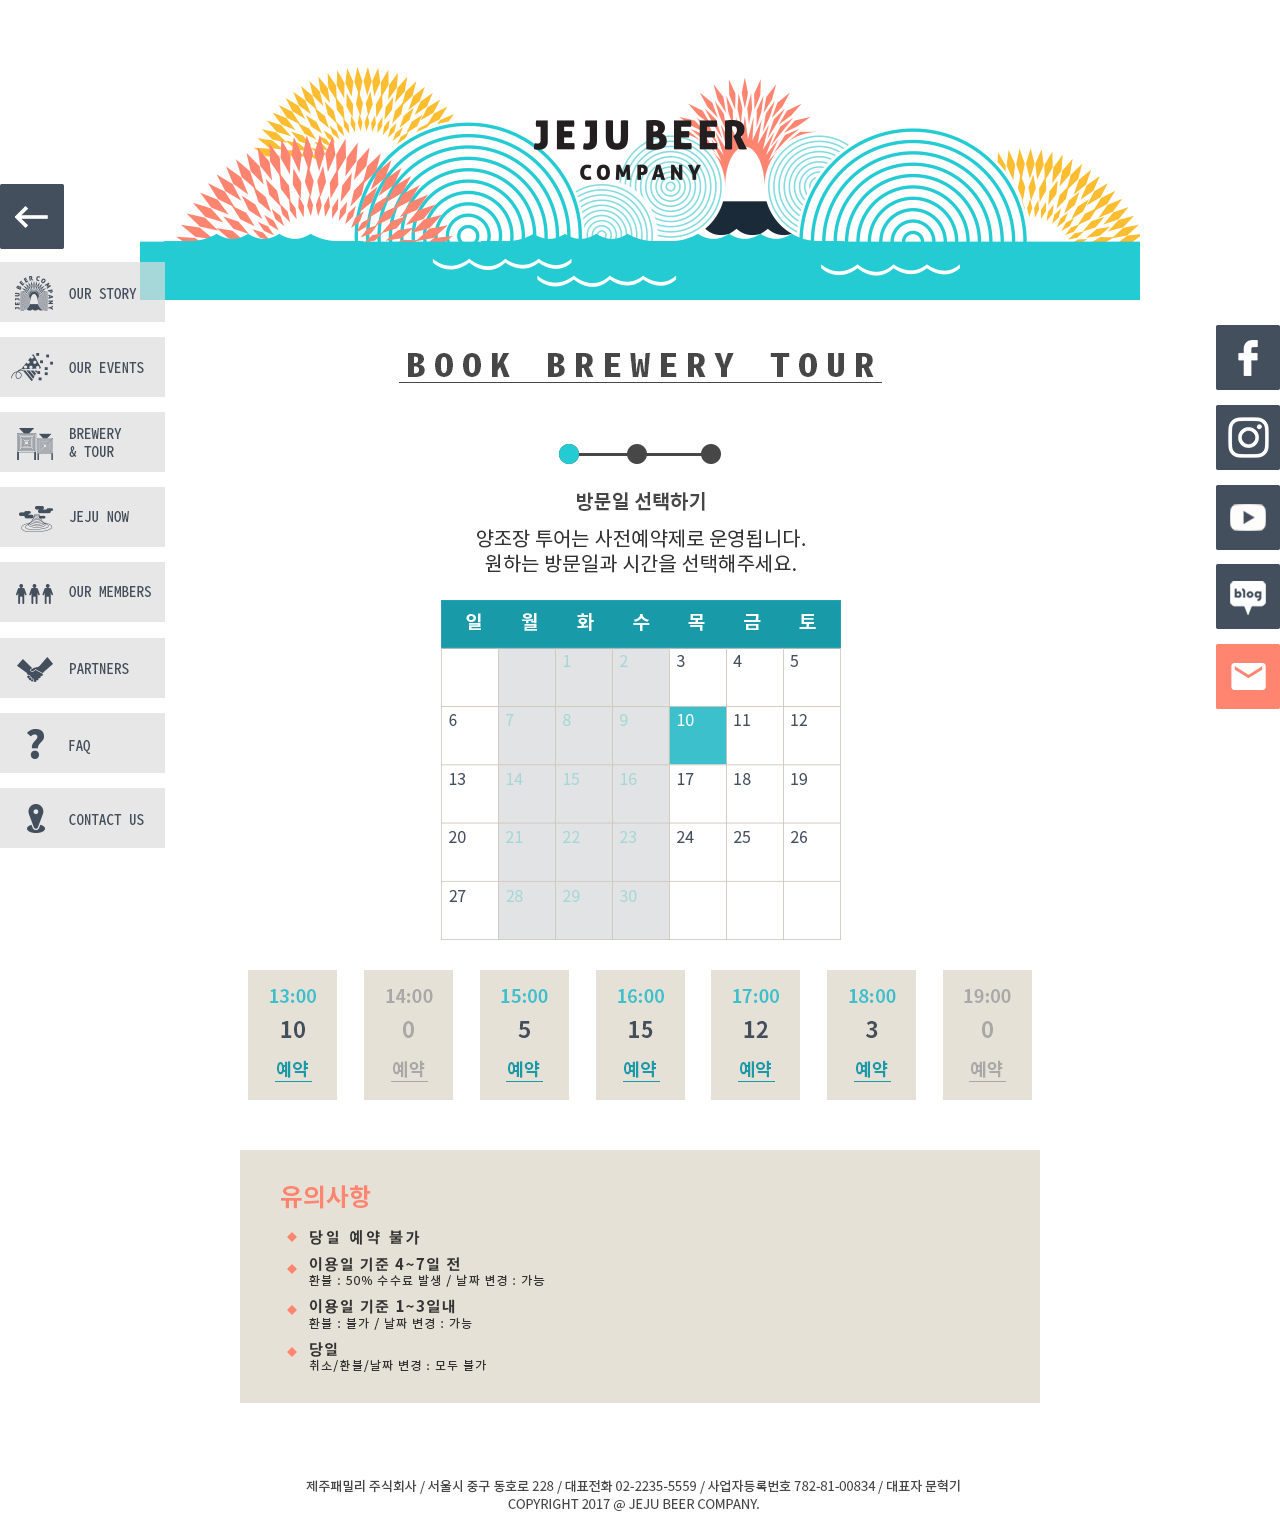 JEJU BEER
COMPANY
JEJU BEER COMPANY
OUR STORY
OUR EVENTS
BREWERY
& TOUR
JEJU NOW
OUR MEMBERS
PARTNERS
FAQ
CONTACT US
blog
BOOK BREWERY TOUR
방문일 선택하기
양조장 투어는 사전예약제로 운영됩니다.
원하는 방문일과 시간을 선택해주세요.
일 월 화 수 목 금 토
1 2 3 4 5
6 7 8 9 10 11 12
13 14 15 16 17 18 19
20 21 22 23 24 25 26
27 28 29 30
13:00 14:00 15:00 16:00 17:00 18:00 19:00
10 0 5 15 12 3 0
예약 예약 예약 예약 예약 예약 예약
유의사항
당일 예약 불가
이용일 기준 4~7일 전
환불 : 50% 수수료 발생 / 날짜 변경 : 가능
이용일 기준 1~3일내
환불 : 불가 / 날짜 변경 : 가능
당일
취소/환불/날짜 변경 : 모두 불가
제주패밀리 주식회사 / 서울시 중구 동호로 228 / 대표전화 02-2235-5559 / 사업자등록번호 782-81-00834 / 대표자 문혁기
COPYRIGHT 2017 @ JEJU BEER COMPANY.